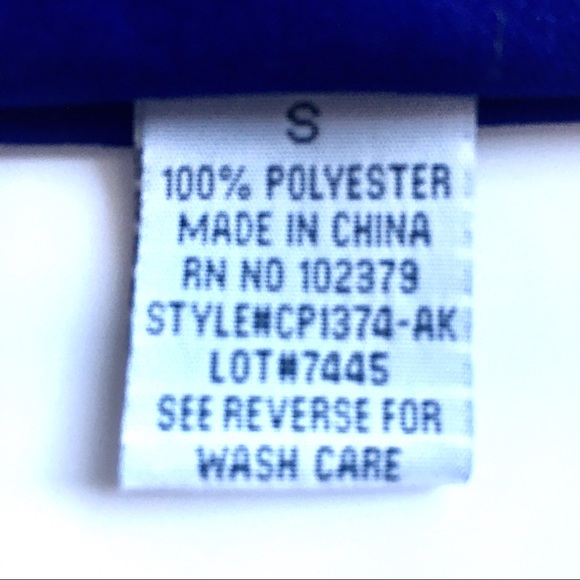 S
100% POLYESTER
MADE IN CHINA
RN NO 102379
STYLE#CP1374-AK
LOT#7445
SEE REVERSE FOR
WASH CARE